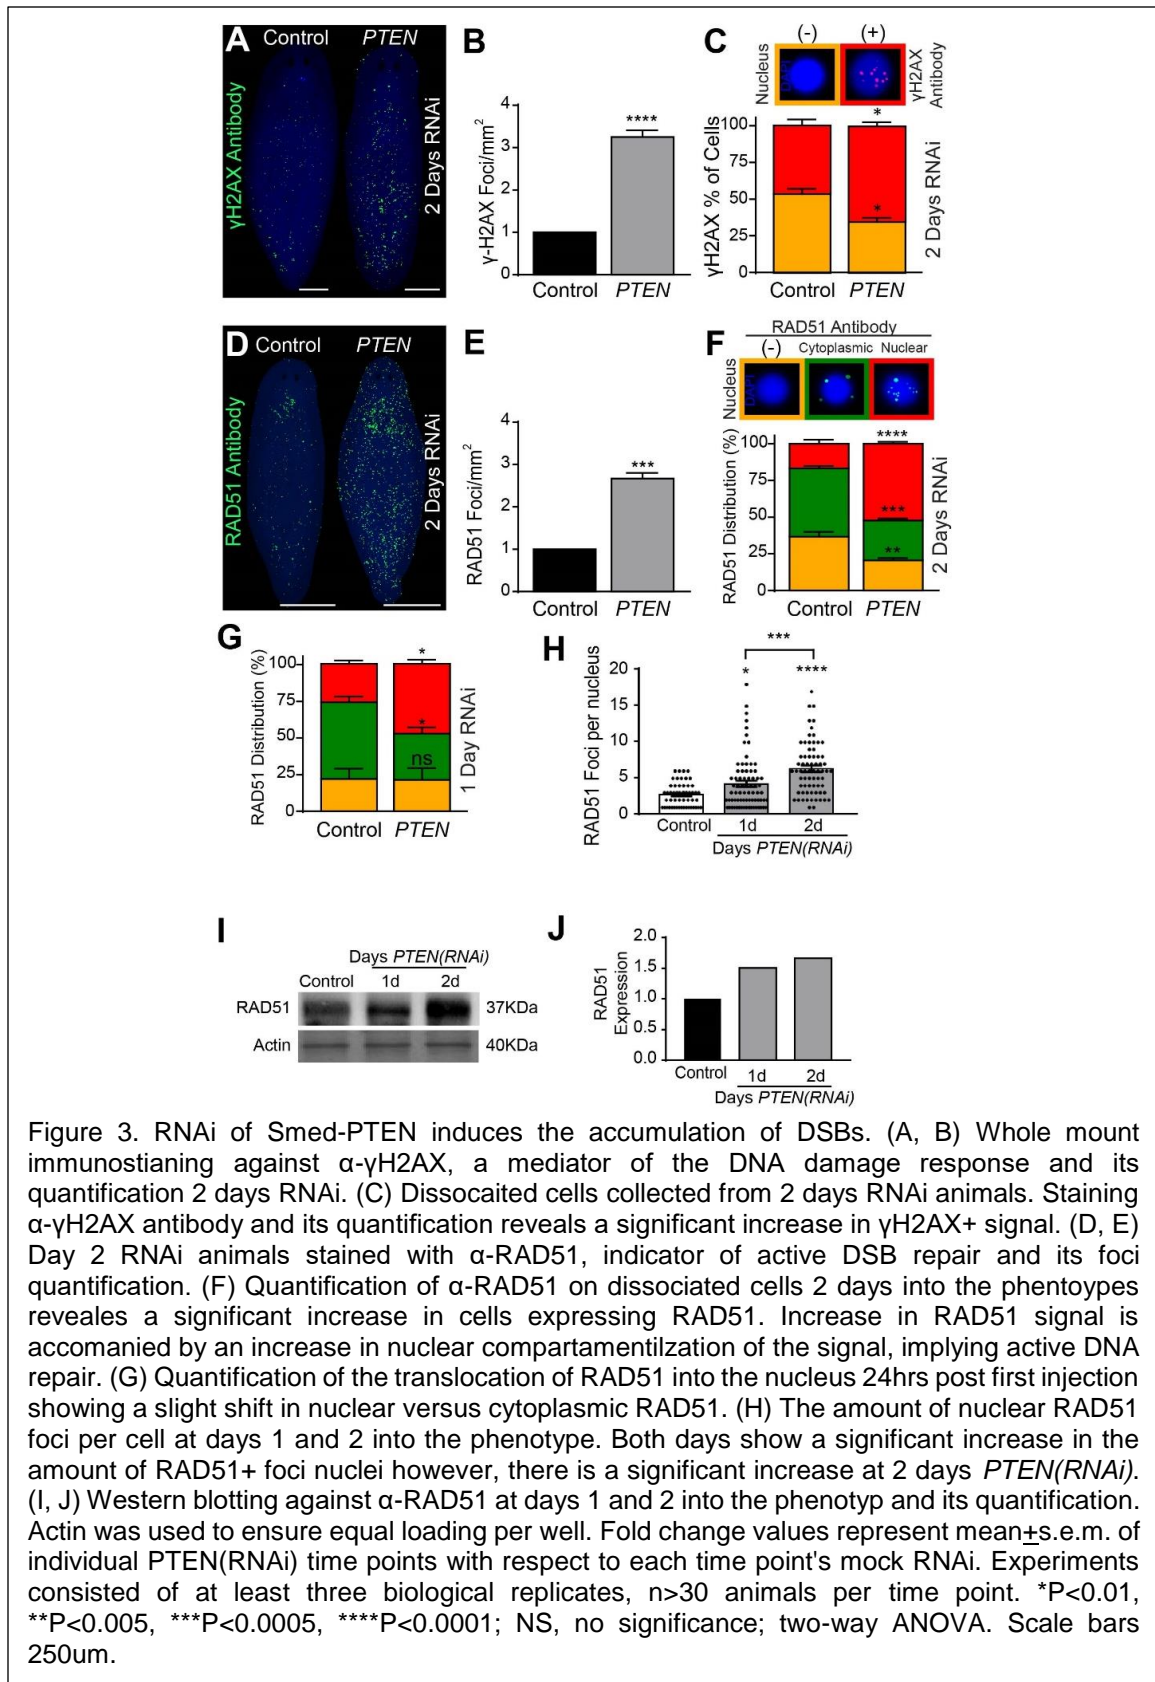 A
Control
PTEN
γH2AX Antibody
2 Days RNAi
B
γ-H2AX Foci/mm2
4
3
2
1
0
****
Control
PTEN
C
(-)
(+)
Nucleus
DAPI
γH2AX
Antibody
γH2AX % of Cells
100
75
50
25
0
*
*
Control
PTEN
2 Days RNAi
D
Control
PTEN
RAD51 Antibody
2 Days RNAi
E
RAD51 Foci/mm2
4
3
2
1
0
***
Control
PTEN
F
RAD51 Antibody
(-)
Cytoplasmic
Nuclear
Nucleus
DAPI
RAD51 Distribution (%)
100
75
50
25
0
****
***
**
Control
PTEN
2 Days RNAi
G
RAD51 Distribution (%)
100
75
50
25
0
*
*
ns
Control
PTEN
1 Day RNAi
H
RAD51 Foci per nucleus
20
15
10
5
0
***
*
****
Control
1d
2d
Days PTEN(RNAi)
I
Days PTEN(RNAi)
Control
1d
2d
RAD51
37KDa
Actin
40KDa
J
RAD51
Expression
2.0
1.5
1.0
0.5
0.0
Control
1d
2d
Days PTEN(RNAi)
Figure 3. RNAi of Smed-PTEN induces the accumulation of DSBs. (A, B) Whole mount
immunostianing against α-γH2AX, a mediator of the DNA damage response and its
quantification 2 days RNAi. (C) Dissocaited cells collected from 2 days RNAi animals. Staining
α-γH2AX antibody and its quantification reveals a significant increase in γH2AX+ signal. (D, E)
Day 2 RNAi animals stained with α-RAD51, indicator of active DSB repair and its foci
quantification. (F) Quantification of α-RAD51 on dissociated cells 2 days into the phentoypes
reveales a significant increase in cells expressing RAD51. Increase in RAD51 signal is
accomanied by an increase in nuclear compartamentilzation of the signal, implying active DNA
repair. (G) Quantification of the translocation of RAD51 into the nucleus 24hrs post first injection
showing a slight shift in nuclear versus cytoplasmic RAD51. (H) The amount of nuclear RAD51
foci per cell at days 1 and 2 into the phenotype. Both days show a significant increase in the
amount of RAD51+ foci nuclei however, there is a significant increase at 2 days PTEN(RNAi).
(I, J) Western blotting against α-RAD51 at days 1 and 2 into the phenotyp and its quantification.
Actin was used to ensure equal loading per well. Fold change values represent mean+s.e.m. of
individual PTEN(RNAi) time points with respect to each time point's mock RNAi. Experiments
consisted of at least three biological replicates, n>30 animals per time point. *P<0.01,
**P<0.005, ***P<0.0005, ****P<0.0001; NS, no significance; two-way ANOVA. Scale bars
250um.